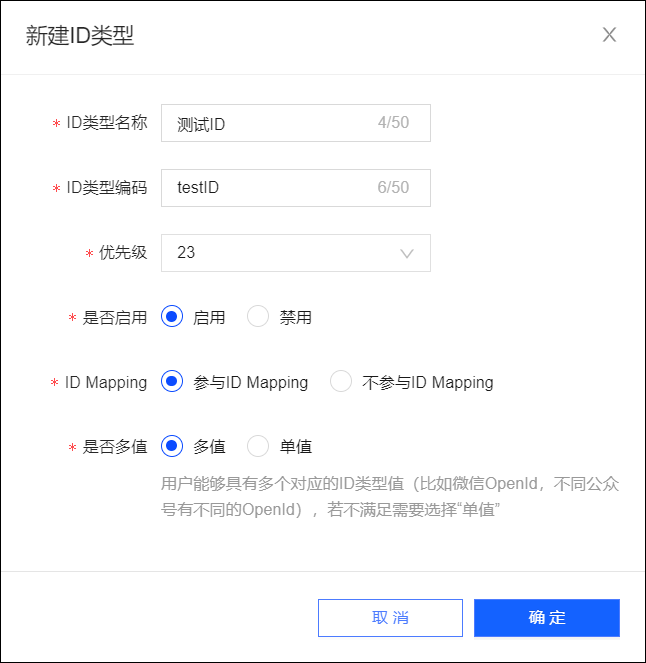 新建ID类型
* ID类型名称 测试ID 4/50
* ID类型编码 testID 6/50
* 优先级 23
* 是否启用 启用 禁用
* ID Mapping 参与ID Mapping 不参与ID Mapping
* 是否多值 多值 单值
用户能够具有多个对应的ID类型值（比如微信OpenId，不同公众
号有不同的OpenId），若不满足需要选择“单值”
取消 确定